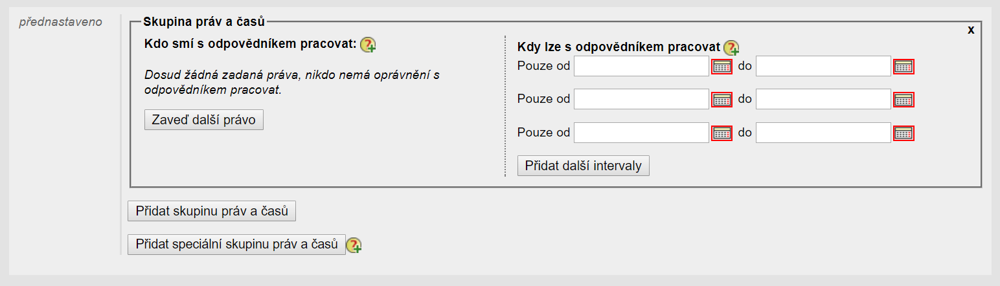 přednastaveno
Skupina práv a časů
x
Kdo smí s odpovědníkem pracovat:
Dosud žádná zadaná práva, nikdo nemá oprávnění s
odpovědníkem pracovat.
Zaveď další právo
Kdy lze s odpovědníkem pracovat
Pouze od do
Pouze od do
Pouze od do
Přidat další intervaly
Přidat skupinu práv a časů
Přidat speciální skupinu práv a časů